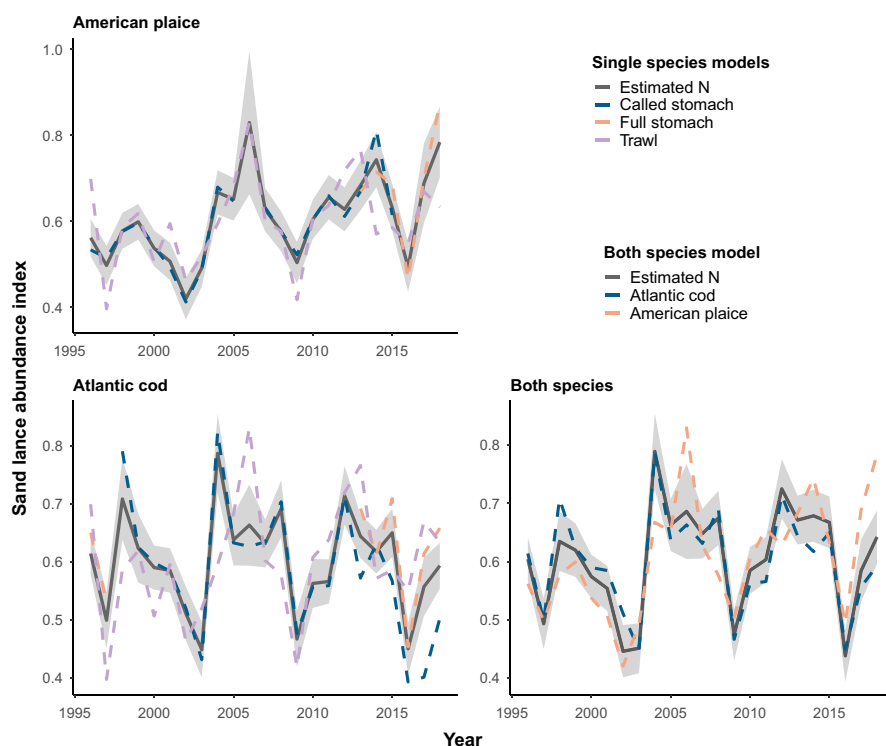 American plaice
1.0
0.8
0.6
0.4
1995 2000 2005 2010 2015
Single species models
Estimated N
Called stomach
Full stomach
Trawl
Both species model
Estimated N
Atlantic cod
American plaice
Sand lance abundance index
Atlantic cod
0.8
0.7
0.6
0.5
0.4
1995 2000 2005 2010 2015
Both species
0.8
0.7
0.6
0.5
0.4
1995 2000 2005 2010 2015
Year